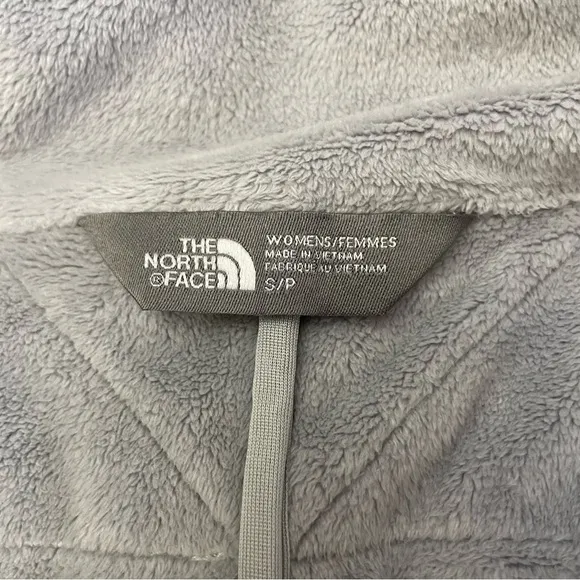 THE
NORTH
®FACE
WOMENS/FEMMES
MADE IN VIETNAM
FABRIQUE AU VIETNAM
S/P